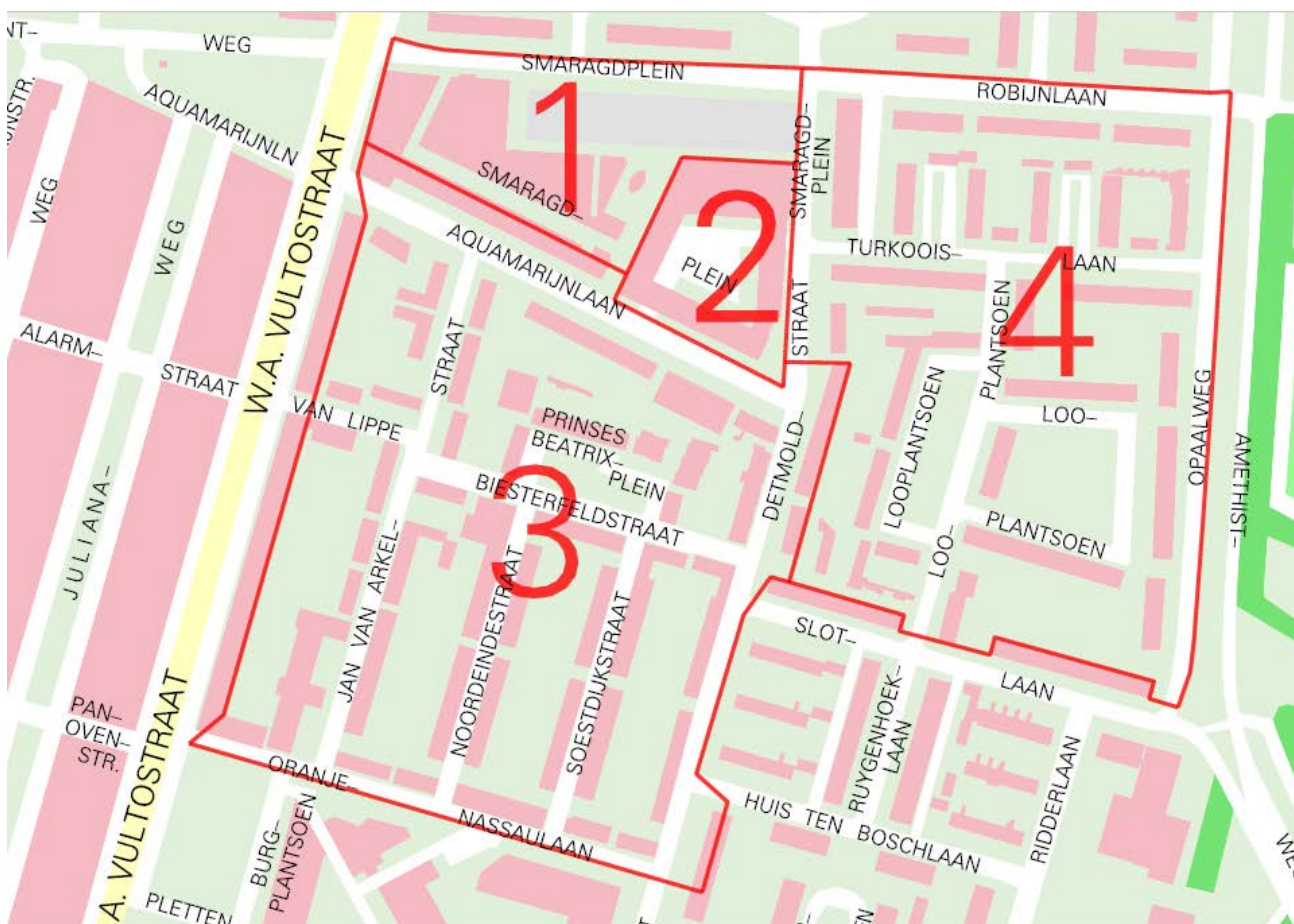 NT–
WEG
SMARAGDPLEIN
ROBIJNLAAN
AQUAMARIJNLN
1
SMARAGD–
PLEIN
WEG
SMARAGD–
2
PLEIN
WEG
AQUAMARIJNLAAN
TURKOOIS–
LAAN
4
STRAAT
PLANTSOEN
W.A. VULTOSTRAAT
ALARM–
STRAAT
VAN LIPPE
STRAAT
LOO–
PRINSES
BEATRIX–
PLEIN
DETMOLD–
LOOPLANTSOEN
OPAALWEG
AMETHIST–
JULIANA–
BIESTERFELDSTRAAT
3
PLANTSOEN
LOO–
JAN VAN ARKEL–
NOORDEINDESTRAAT
SOESTDIJKSTRAAT
SLOT–
LAAN
PAN–
OVEN–
STR.
RUYGENHOEK–
LAAN
RIDDERLAAN
ORANJE–
NASSAULAAN
HUIS TEN BOSCHLAAN
A. VULTOSTRAAT
BURG–
PLANTSOEN
PLETTEN